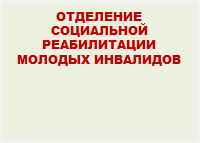 ОТДЕЛЕНИЕ
СОЦИАЛЬНОЙ
РЕАБИЛИТАЦИИ
МОЛОДЫХ ИНВАЛИДОВ